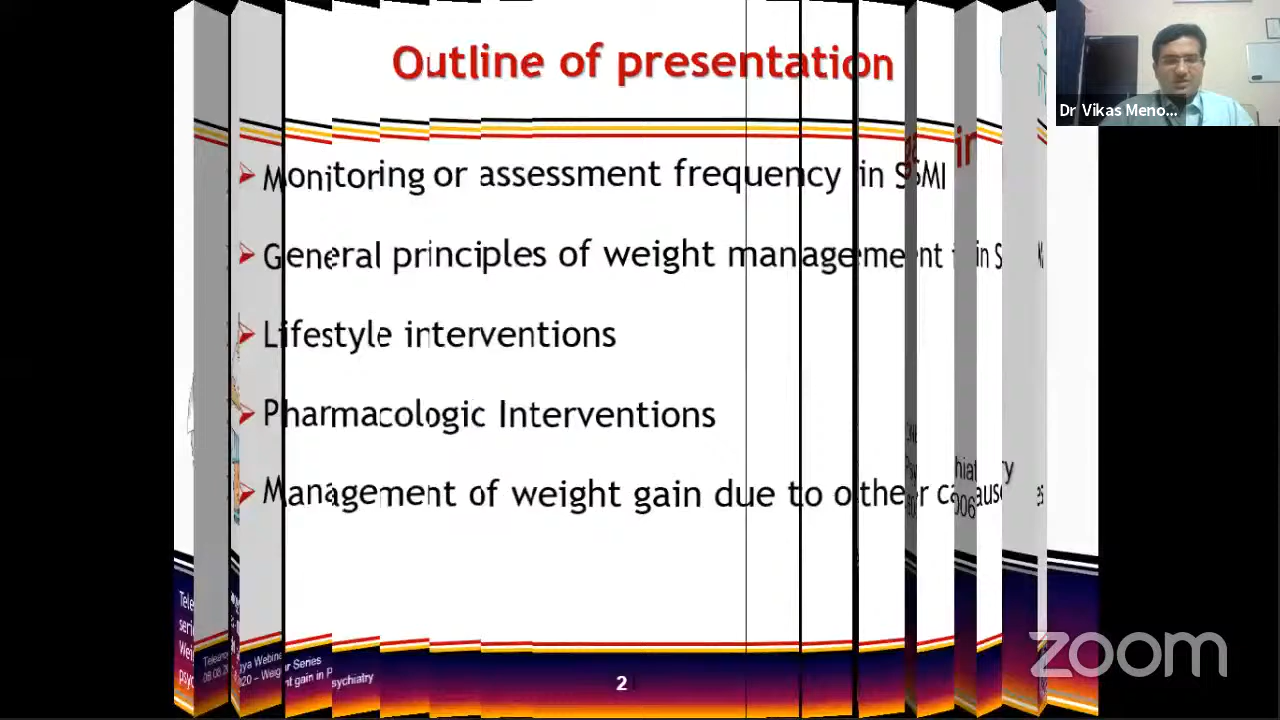 Outline of presentation
Dr Vikas Meno...
Monitoring or assessment frequency in SMI
General principles of weight management in S
Lifestyle interventions
Pharmacologic Interventions
Management of weight gain due to other causes
2
zoom